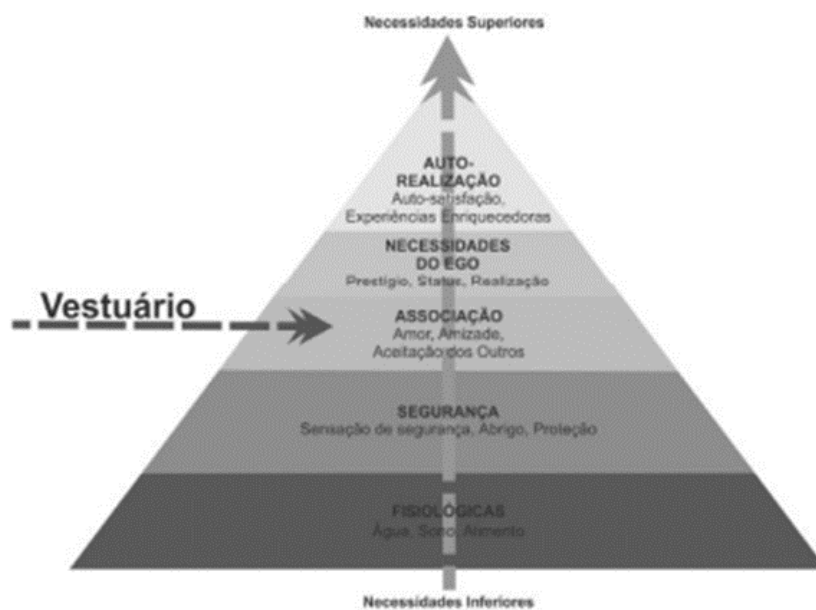 Necessidades Superiores
AUTO-
REALIZAÇÃO
Auto-satisfação,
Experiências Enriquecedoras
NECESSIDADES
DO EGO
Prestígio, Status, Realização
Vestuário
ASSOCIAÇÃO
Amor, Amizade,
Aceitação dos Outros
SEGURANÇA
Sensação de segurança, Abrigo, Proteção
FISIOLÓGICAS
Água, Sono, Alimento
Necessidades Inferiores